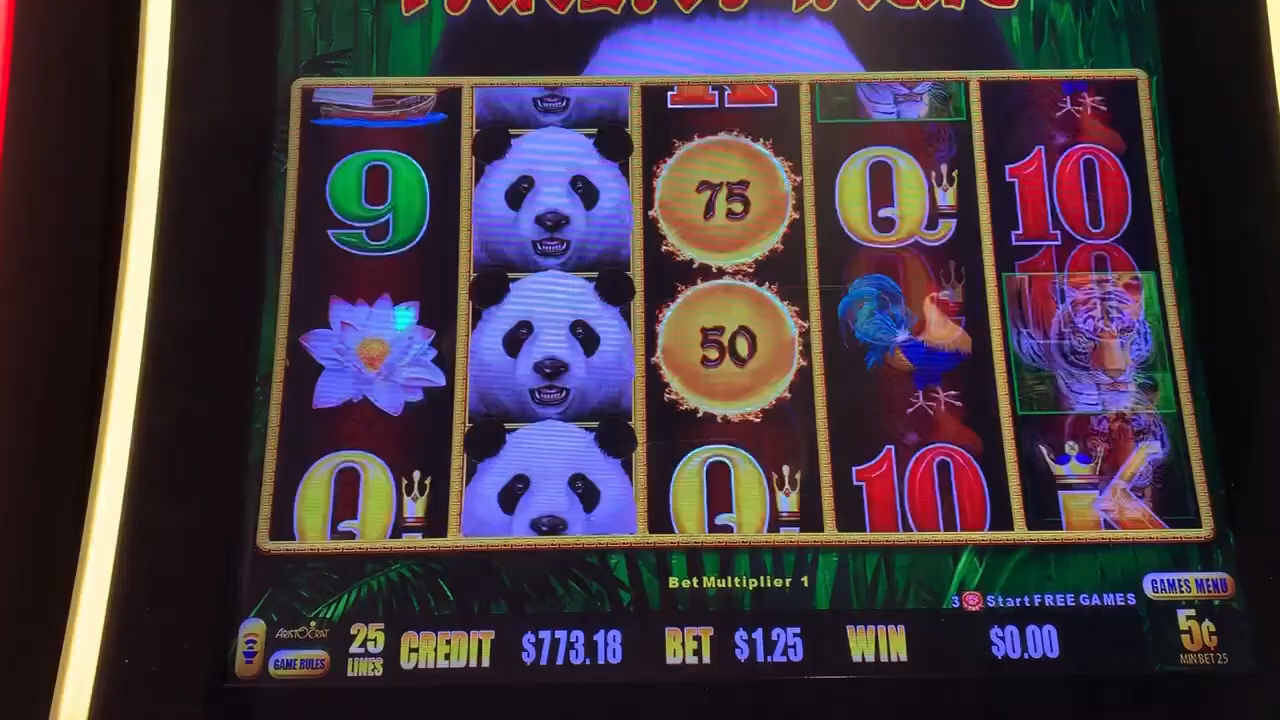 9
75
Q
10
50
Q
Q
10
K
Bet Multiplier 1
3 Start FREE GAMES
GAMES MENU
ARISTOCRAT
GAME RULES
25
LINES
CREDIT $773.18
BET $1.25
WIN $0.00
5¢
MIN BET 25